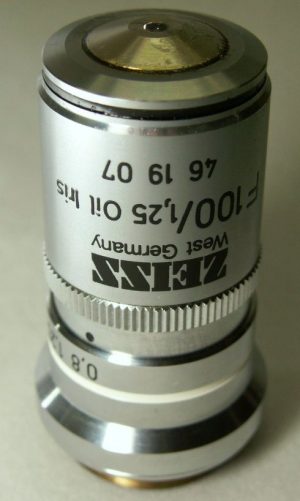 ZEISS
West Germany
F 100/1,25 Oil Iris
46 19 07
0,8